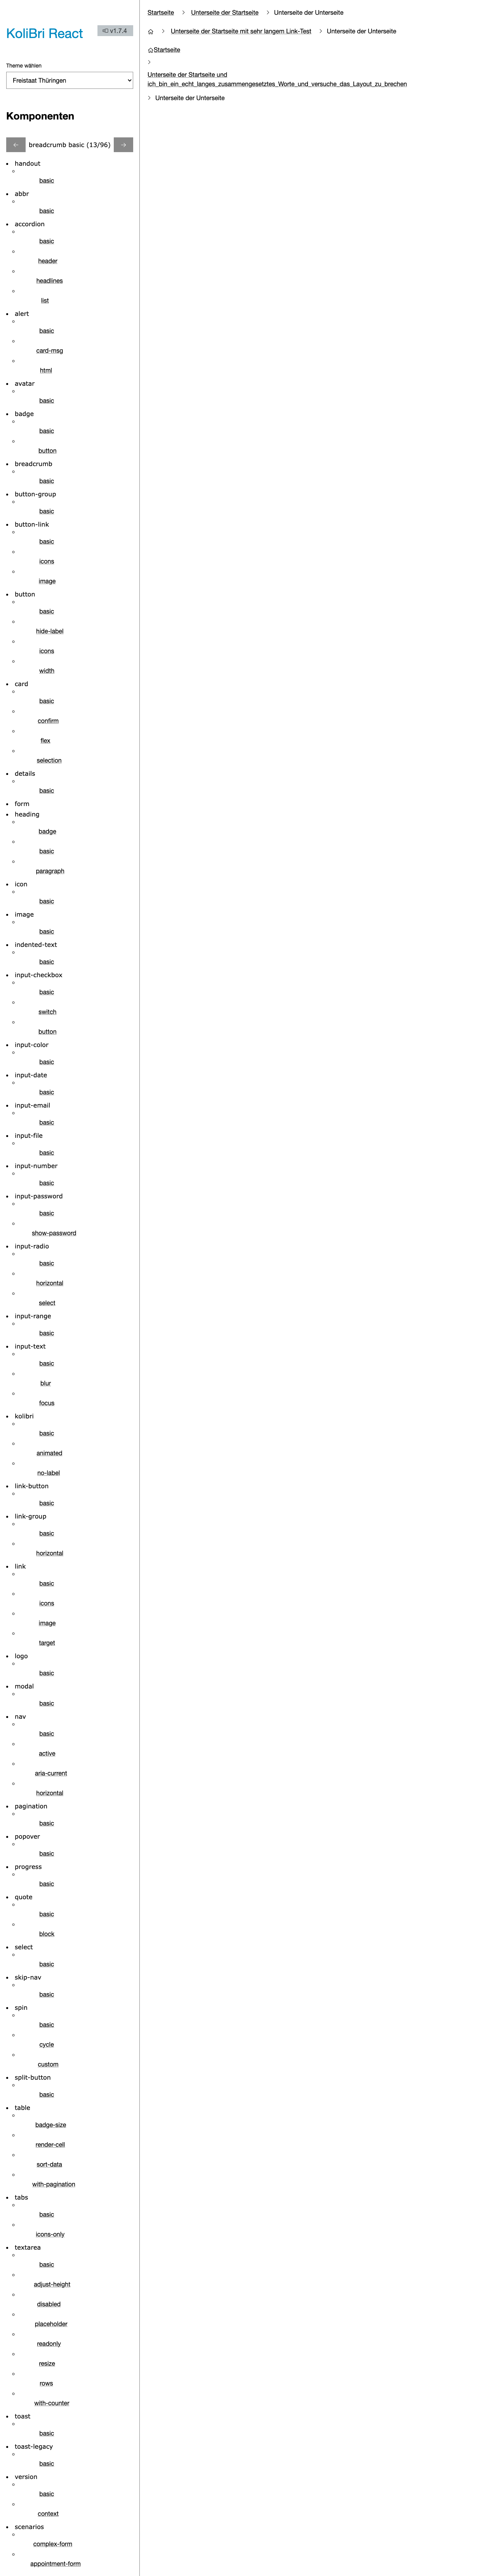 KoliBri React
v1.7.4
Theme wählen
Freistaat Thüringen
Komponenten
breadcrumb basic (13/96)
handout
basic
abbr
basic
accordion
basic
header
headlines
list
alert
basic
card-msg
html
avatar
basic
badge
basic
button
breadcrumb
basic
button-group
basic
button-link
basic
icons
image
button
basic
hide-label
icons
width
card
basic
confirm
flex
selection
details
basic
form
heading
badge
basic
paragraph
icon
basic
image
basic
indented-text
basic
input-checkbox
basic
switch
button
input-color
basic
input-date
basic
input-email
basic
input-file
basic
input-number
basic
input-password
basic
show-password
input-radio
basic
horizontal
select
input-range
basic
input-text
basic
blur
focus
kolibri
basic
animated
no-label
link-button
basic
link-group
basic
horizontal
link
basic
icons
image
target
logo
basic
modal
basic
nav
basic
active
aria-current
horizontal
pagination
basic
popover
basic
progress
basic
quote
basic
block
select
basic
skip-nav
basic
spin
basic
cycle
custom
split-button
basic
table
badge-size
render-cell
sort-data
with-pagination
tabs
basic
icons-only
textarea
basic
adjust-height
disabled
placeholder
readonly
resize
rows
with-counter
toast
basic
toast-legacy
basic
version
basic
context
scenarios
complex-form
appointment-form
Startseite > Unterseite der Startseite > Unterseite der Unterseite
> Unterseite der Startseite mit sehr langem Link-Test > Unterseite der Unterseite
Startseite
>
Unterseite der Startseite und
ich_bin_ein_echt_langes_zusammengesetztes_Worte_und_versuche_das_Layout_zu_brechen
> Unterseite der Unterseite